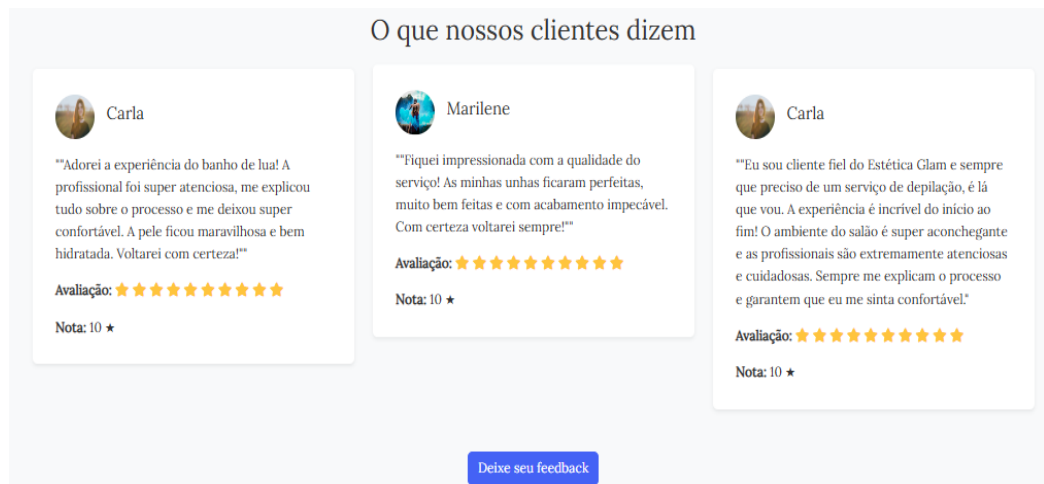 O que nossos clientes dizem
Carla
""Adorei a experiência do banho de lua! A
profissional foi super atenciosa, me explicou
tudo sobre o processo e me deixou super
confortável. A pele ficou maravilhosa e bem
hidratada. Voltarei com certeza!""
Avaliação: ★★★★★★★★★★
Nota: 10 ★
Marilene
""Fiquei impressionada com a qualidade do
serviço! As minhas unhas ficaram perfeitas,
muito bem feitas e com acabamento impecável.
Com certeza voltarei sempre!""
Avaliação: ★★★★★★★★★★
Nota: 10 ★
Carla
""Eu sou cliente fiel do Estética Glam e sempre
que preciso de um serviço de depilação, é lá
que vou. A experiência é incrível do início ao
fim! O ambiente do salão é super aconchegante
e as profissionais são extremamente atenciosas
e cuidadosas. Sempre me explicam o processo
e garantem que eu me sinta confortável."
Avaliação: ★★★★★★★★★★
Nota: 10 ★
Deixe seu feedback